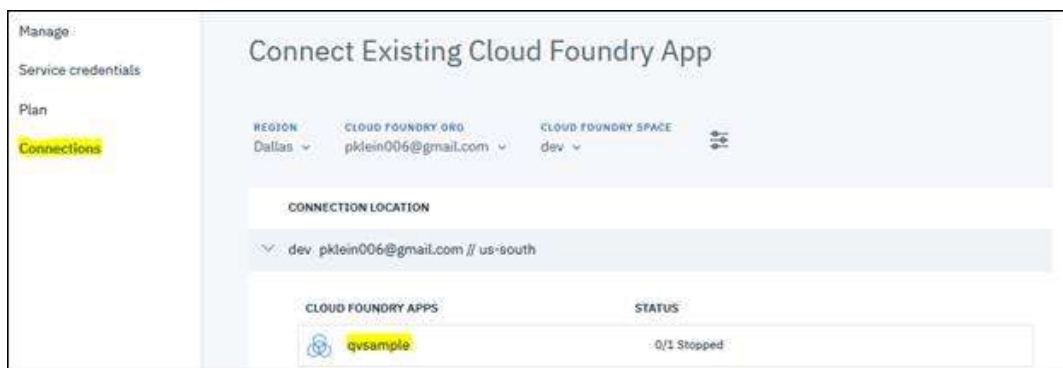 Manage
Service credentials
Plan
Connections
Connect Existing Cloud Foundry App
REGION CLOUD FOUNDRY ORG CLOUD FOUNDRY SPACE
Dallas pklein006@gmail.com dev
CONNECTION LOCATION
dev pklein006@gmail.com // us-south
CLOUD FOUNDRY APPS STATUS
qvsample 0/1 Stopped